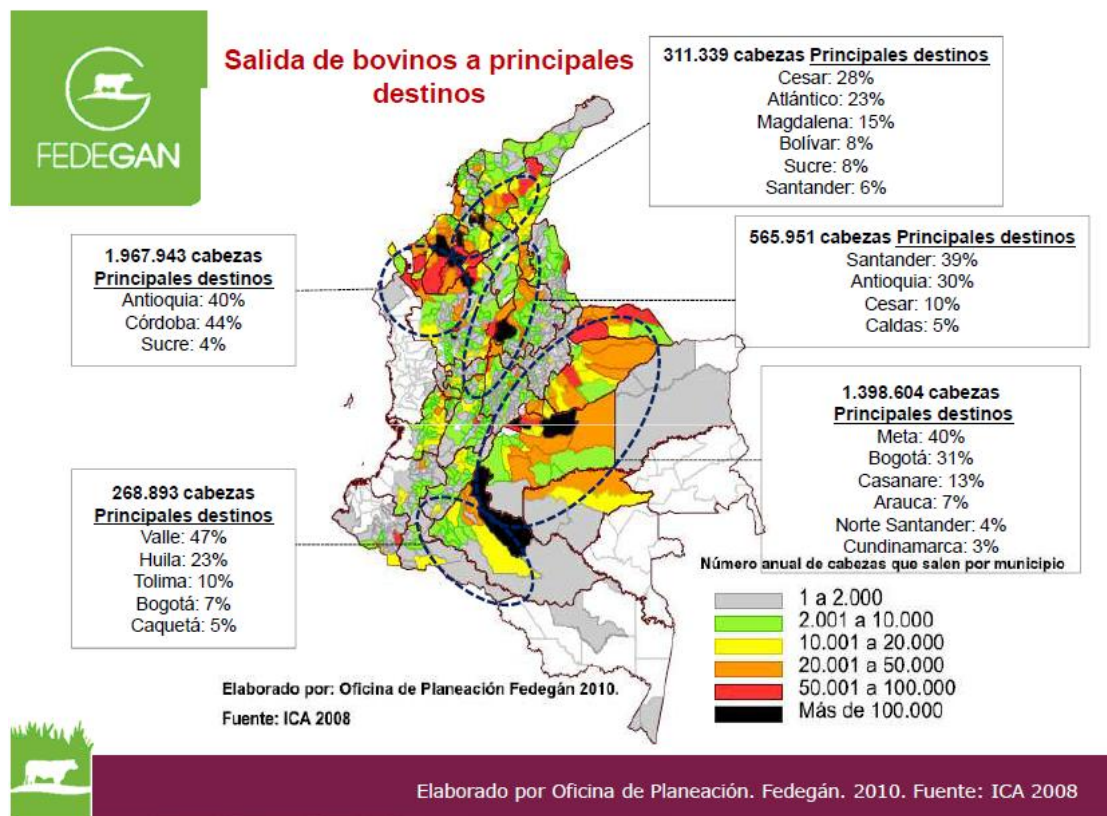 FEDEGAN
Salida de bovinos a principales
destinos
311.339 cabezas Principales destinos
Cesar: 28%
Atlántico: 23%
Magdalena: 15%
Bolívar: 8%
Sucre: 8%
Santander: 6%
1.967.943 cabezas
Principales destinos
Antioquia: 40%
Córdoba: 44%
Sucre: 4%
565.951 cabezas Principales destinos
Santander: 39%
Antioquia: 30%
Cesar: 10%
Caldas: 5%
1.398.604 cabezas
Principales destinos
Meta: 40%
Bogotá: 31%
Casanare: 13%
Arauca: 7%
Norte Santander: 4%
Cundinamarca: 3%
268.893 cabezas
Principales destinos
Valle: 47%
Huila: 23%
Tolima: 10%
Bogotá: 7%
Caquetá: 5%
Número anual de cabezas que salen por municipio
1 a 2.000
2.001 a 10.000
10.001 a 20.000
20.001 a 50.000
50.001 a 100.000
Más de 100.000
Elaborado por: Oficina de Planeación Fedegán 2010.
Fuente: ICA 2008
Elaborado por Oficina de Planeación. Fedegán. 2010. Fuente: ICA 2008